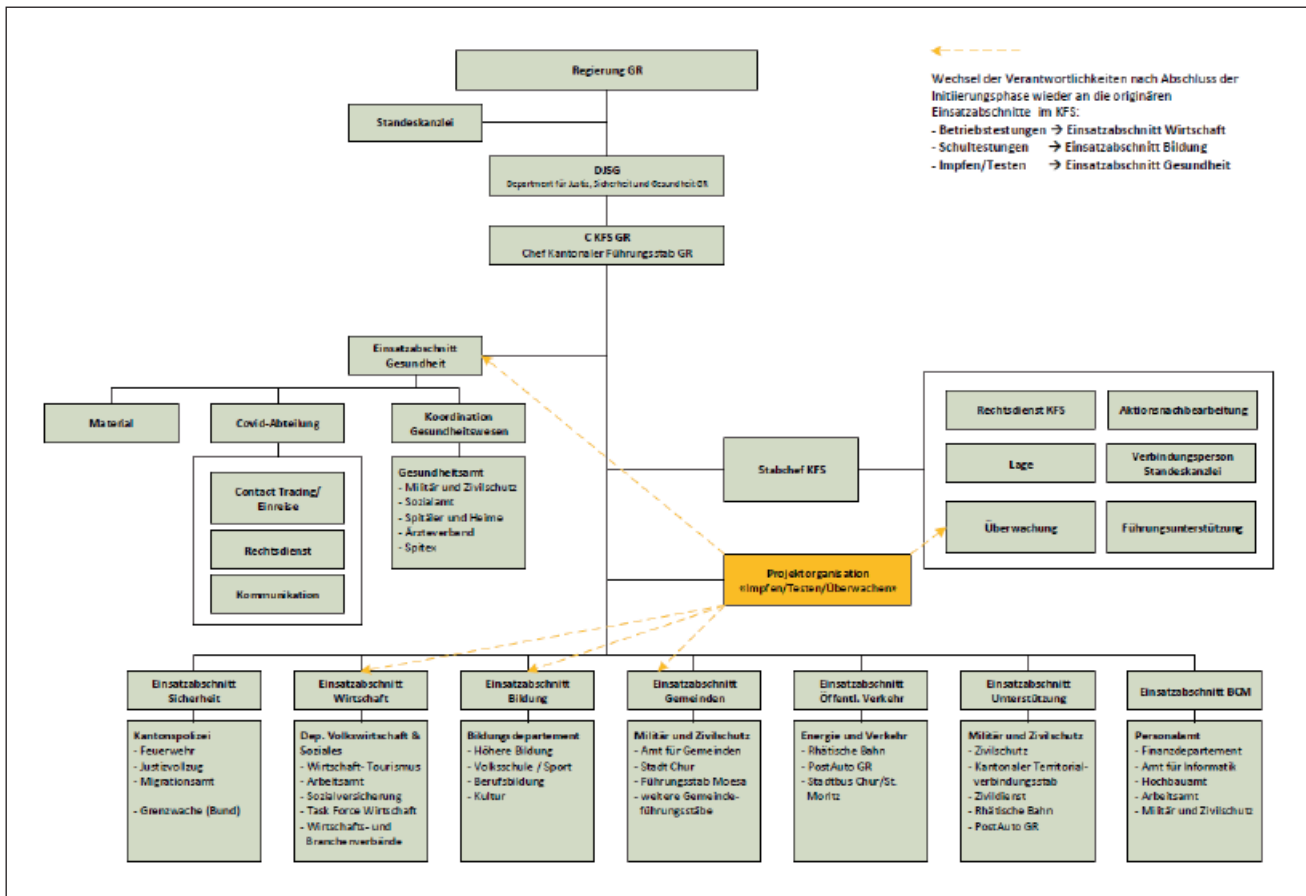 Regierung GR
Wechsel der Verantwortlichkeiten nach Abschluss der
Initiierungsphase wieder an die originären
Einsatzabschnitte im KFS:
- Betriebstestungen → Einsatzabschnitt Wirtschaft
- Schultestungen → Einsatzabschnitt Bildung
- Impfen/Testen → Einsatzabschnitt Gesundheit
Standeskanzlei
DJSG
Department für Justiz, Sicherheit und Gesundheit GR
C KFS GR
Chef Kantonaler Führungsstab GR
Einsatzabschnitt
Gesundheit
Material
Covid-Abteilung
Koordination
Gesundheitswesen
Contact Tracing/
Einreise
Rechtsdienst
Kommunikation
Gesundheitsamt
- Militär und Zivilschutz
- Sozialamt
- Spitäler und Heime
- Ärzteverband
- Spitex
Stabchef KFS
Rechtsdienst KFS
Aktionsnachbearbeitung
Lage
Verbindungsperson
Standeskanzlei
Überwachung
Führungsunterstützung
Projektorganisation
«Impfen/Testen/Überwachen»
Einsatzabschnitt
Sicherheit
Kantonspolizei
- Feuerwehr
- Justizvollzug
- Migrationsamt
- Grenzwache (Bund)
Einsatzabschnitt
Wirtschaft
Dep. Volkswirtschaft &
Soziales
- Wirtschaft- Tourismus
- Arbeitsamt
- Sozialversicherung
- Task Force Wirtschaft
- Wirtschafts- und
Branchenverbände
Einsatzabschnitt
Bildung
Bildungsdepartement
- Höhere Bildung
- Volksschule / Sport
- Berufsbildung
- Kultur
Einsatzabschnitt
Gemeinden
Militär und Zivilschutz
- Amt für Gemeinden
- Stadt Chur
- Führungsstab Moesa
- weitere Gemeinde-
führungsstäbe
Einsatzabschnitt
Öffentl. Verkehr
Energie und Verkehr
- Rhätische Bahn
- PostAuto GR
- Stadtbus Chur/St.
Moritz
Einsatzabschnitt
Unterstützung
Militär und Zivilschutz
- Zivilschutz
- Kantonaler Territorial-
verbindungsstab
- Zivildienst
- Rhätische Bahn
- PostAuto GR
Einsatzabschnitt BCM
Personalamt
- Finanzdepartement
- Amt für Informatik
- Hochbauamt
- Arbeitsamt
- Militär und Zivilschutz